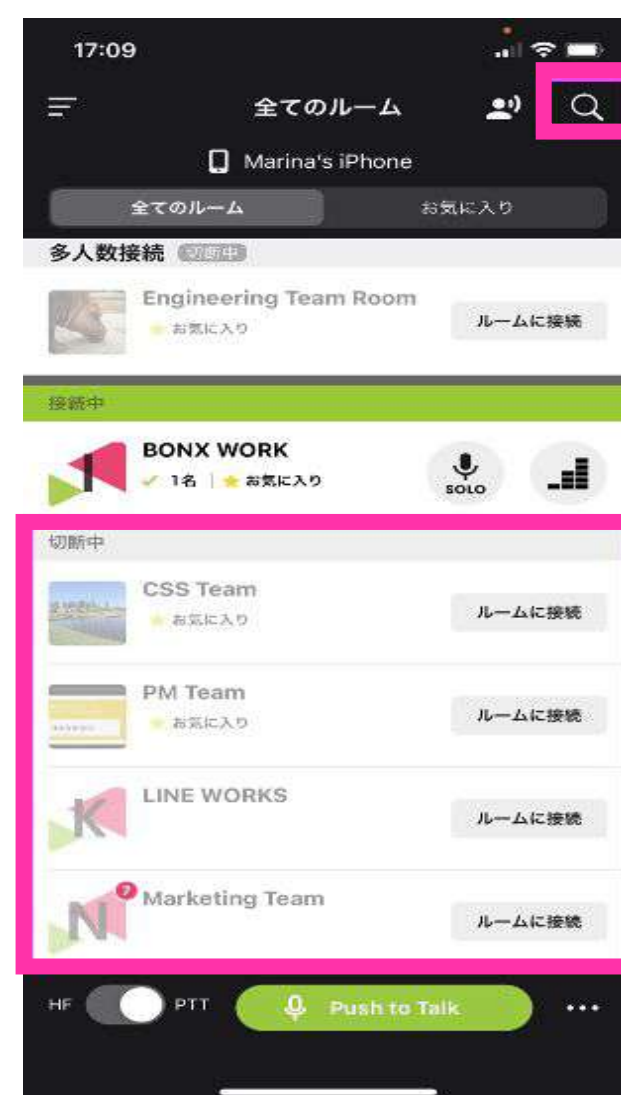 17:09
全てのルーム
Marina's iPhone
全てのルーム お気に入り
多人数接続 切断中
Engineering Team Room
お気に入り
ルームに接続
接続中
BONX WORK
1名 お気に入り
SOLO
切断中
CSS Team
お気に入り
ルームに接続
PM Team
お気に入り
ルームに接続
K
LINE WORKS
ルームに接続
N
7
Marketing Team
ルームに接続
HF PTT Push to Talk